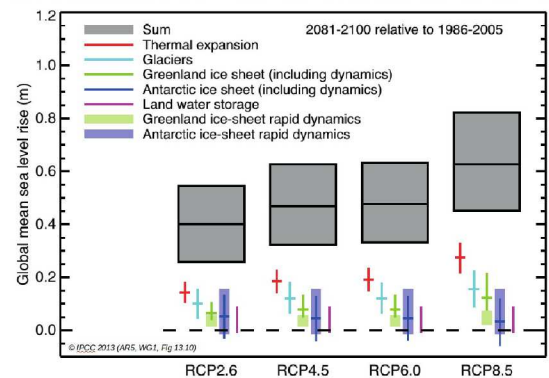 1.2
1.0
0.8
0.6
0.4
0.2
0.0
Global mean sea level rise (m)
2081-2100 relative to 1986-2005
Sum
Thermal expansion
Glaciers
Greenland ice sheet (including dynamics)
Antarctic ice sheet (including dynamics)
Land water storage
Greenland ice-sheet rapid dynamics
Antarctic ice-sheet rapid dynamics
© IPCC 2013 (AR5, WG1, Fig 13.10)
RCP2.6 RCP4.5 RCP6.0 RCP8.5